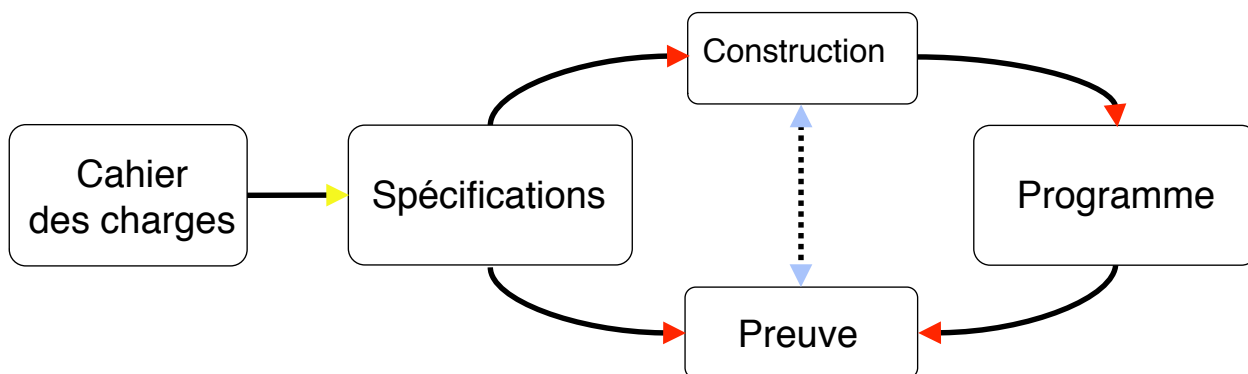 Construction
Cahier
des charges
Spécifications
Programme
Preuve